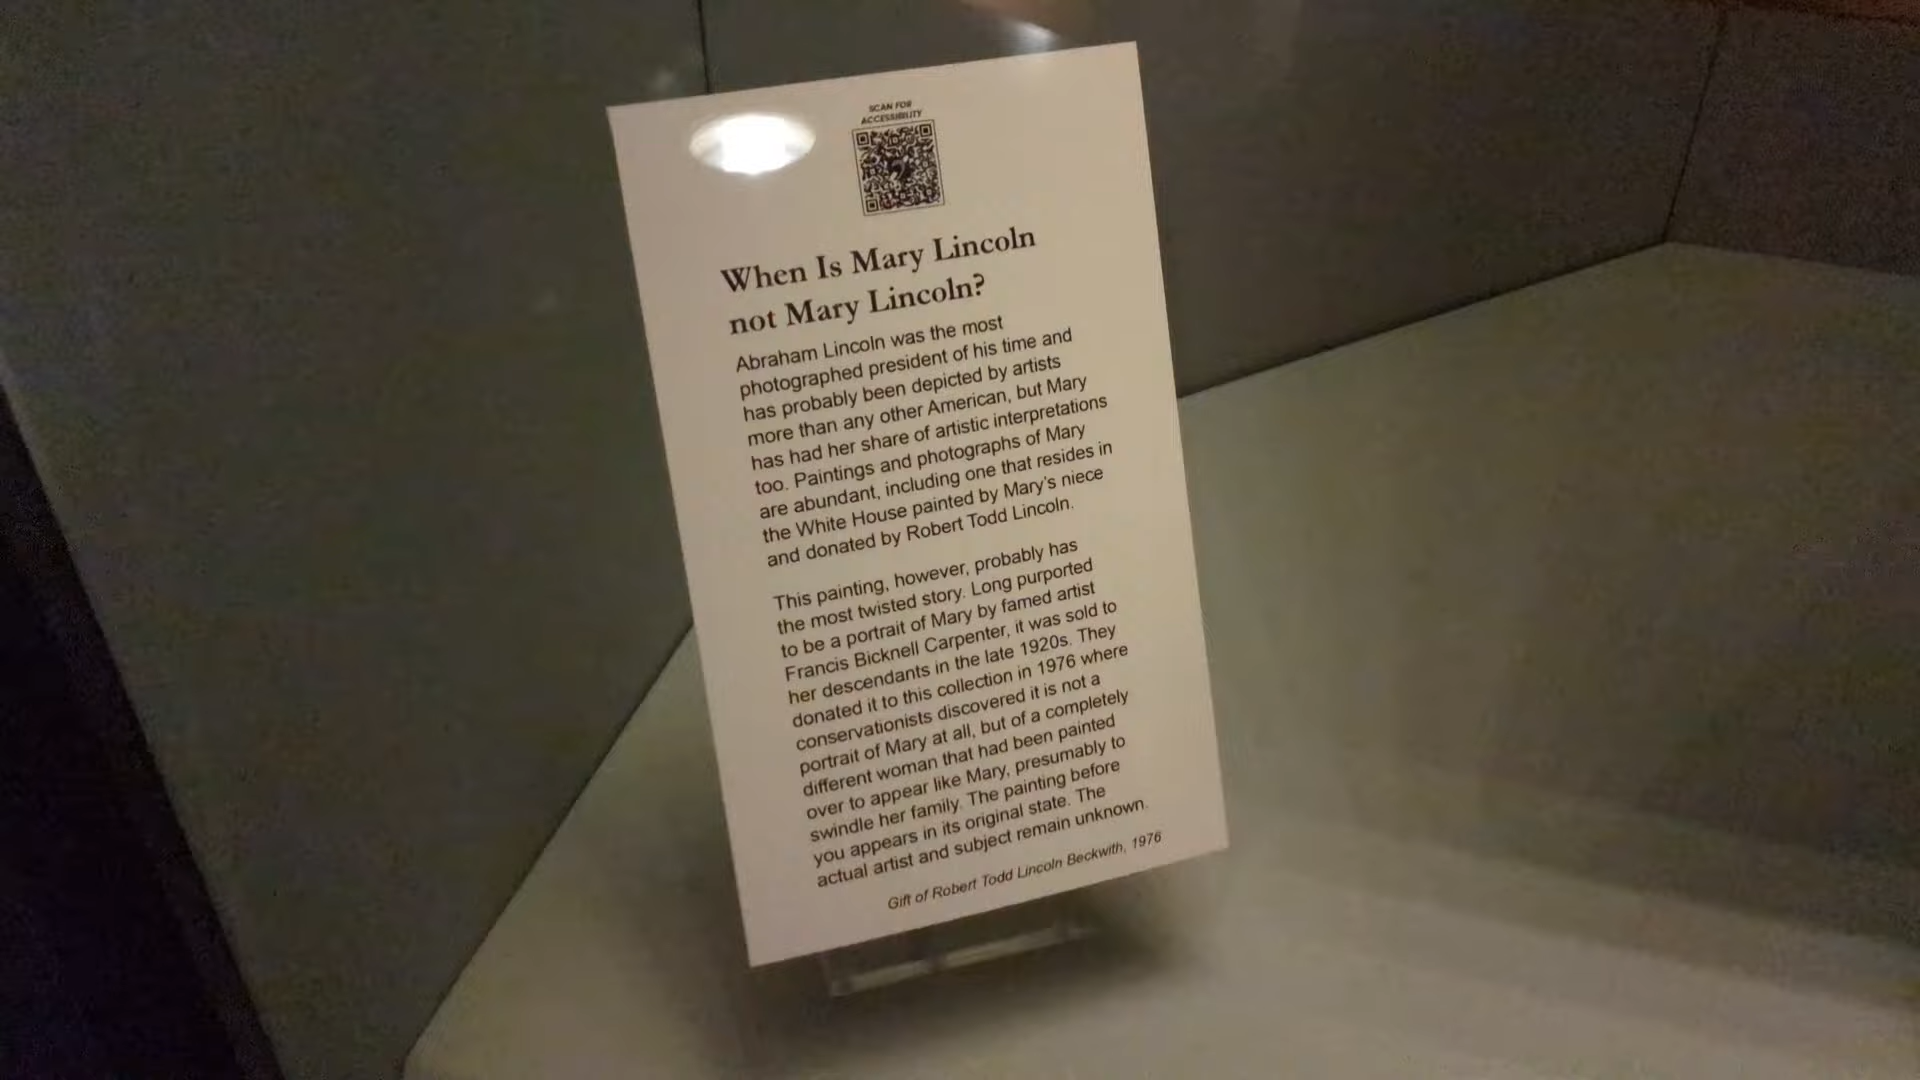 SCAN FOR
ACCESSIBILITY
When Is Mary Lincoln
not Mary Lincoln?
Abraham Lincoln was the most
photographed president of his time and
has probably been depicted by artists
more than any other American, but Mary
has had her share of artistic interpretations
too. Paintings and photographs of Mary
are abundant, including one that resides in
the White House painted by Mary's niece
and donated by Robert Todd Lincoln.
This painting, however, probably has
the most twisted story. Long purported
to be a portrait of Mary by famed artist
Francis Bicknell Carpenter, it was sold to
her descendants in the late 1920s. They
donated it to this collection in 1976 where
conservationists discovered it is not a
portrait of Mary at all, but of a completely
different woman that had been painted
over to appear like Mary, presumably to
swindle her family. The painting before
you appears in its original state. The
actual artist and subject remain unknown.
Gift of Robert Todd Lincoln Beckwith, 1976